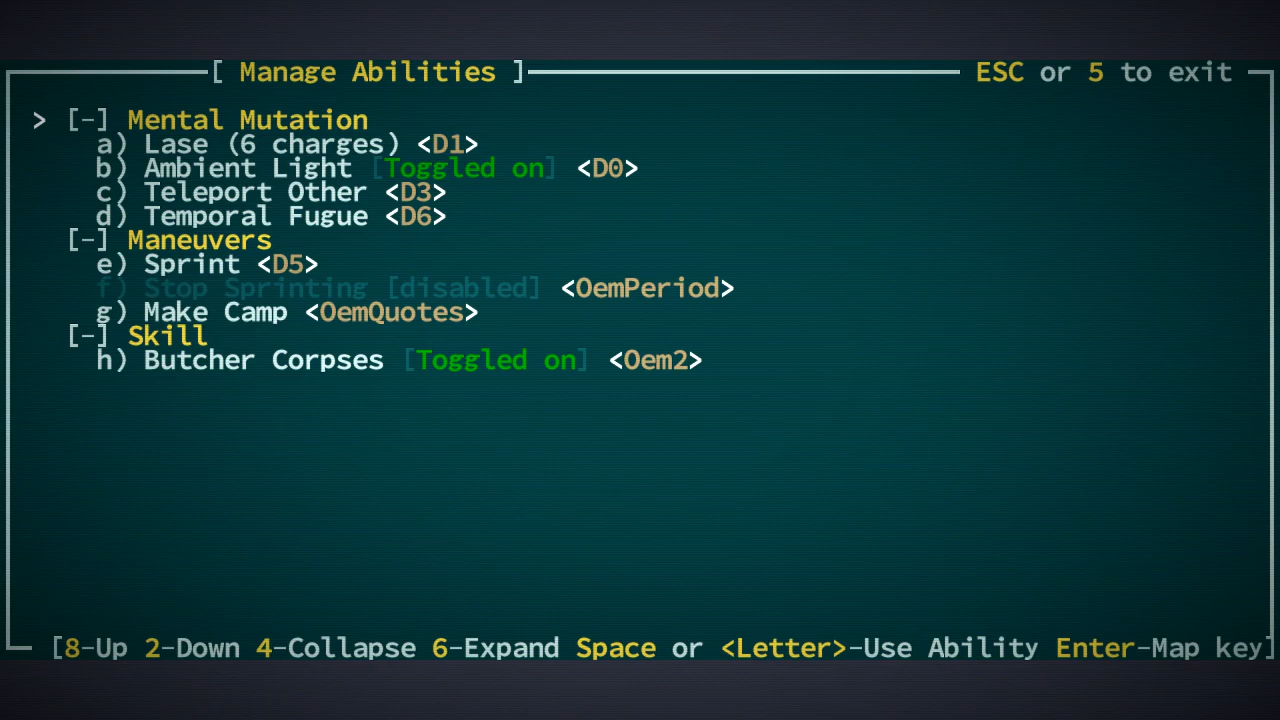 [ Manage Abilities ] ESC or 5 to exit
> [-] Mental Mutation
a) Lase (6 charges) <D1>
b) Ambient Light [Toggled on] <D0>
c) Teleport Other <D3>
d) Temporal Fugue <D6>
[-] Maneuvers
e) Sprint <D5>
f) Stop Sprinting [disabled] <OemPeriod>
g) Make Camp <OemQuotes>
[-] Skill
h) Butcher Corpses [Toggled on] <Oem2>
[8-Up 2-Down 4-Collapse 6-Expand Space or <Letter>-Use Ability Enter-Map key]